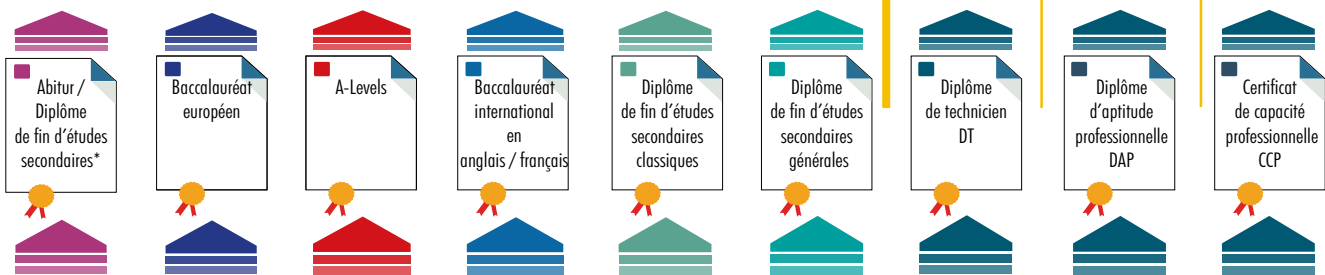 Abitur /
Diplôme
de fin d’études
secondaires*
Baccalauréat
européen
A-Levels
Baccalauréat
international
en
anglais / français
Diplôme
de fin d’études
secondaires
classiques
Diplôme
de fin d’études
secondaires
générales
Diplôme
de technicien
DT
Diplôme
d’aptitude
professionnelle
DAP
Certificat
de capacité
professionnelle
CCP